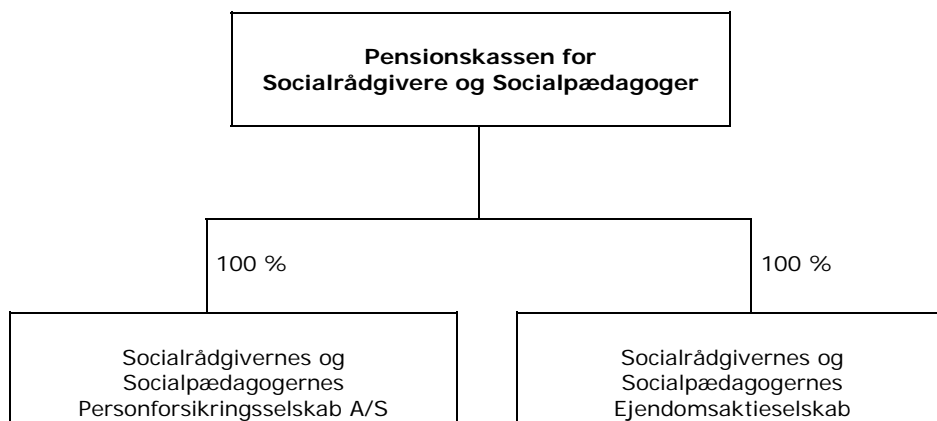 Pensionskassen for
Socialrådgivere og Socialpædagoger
100 %
100 %
Socialrådgivernes og
Socialpædagogernes
Personforsikringsselskab A/S
Socialrådgivernes og
Socialpædagogernes
Ejendomsaktieselskab